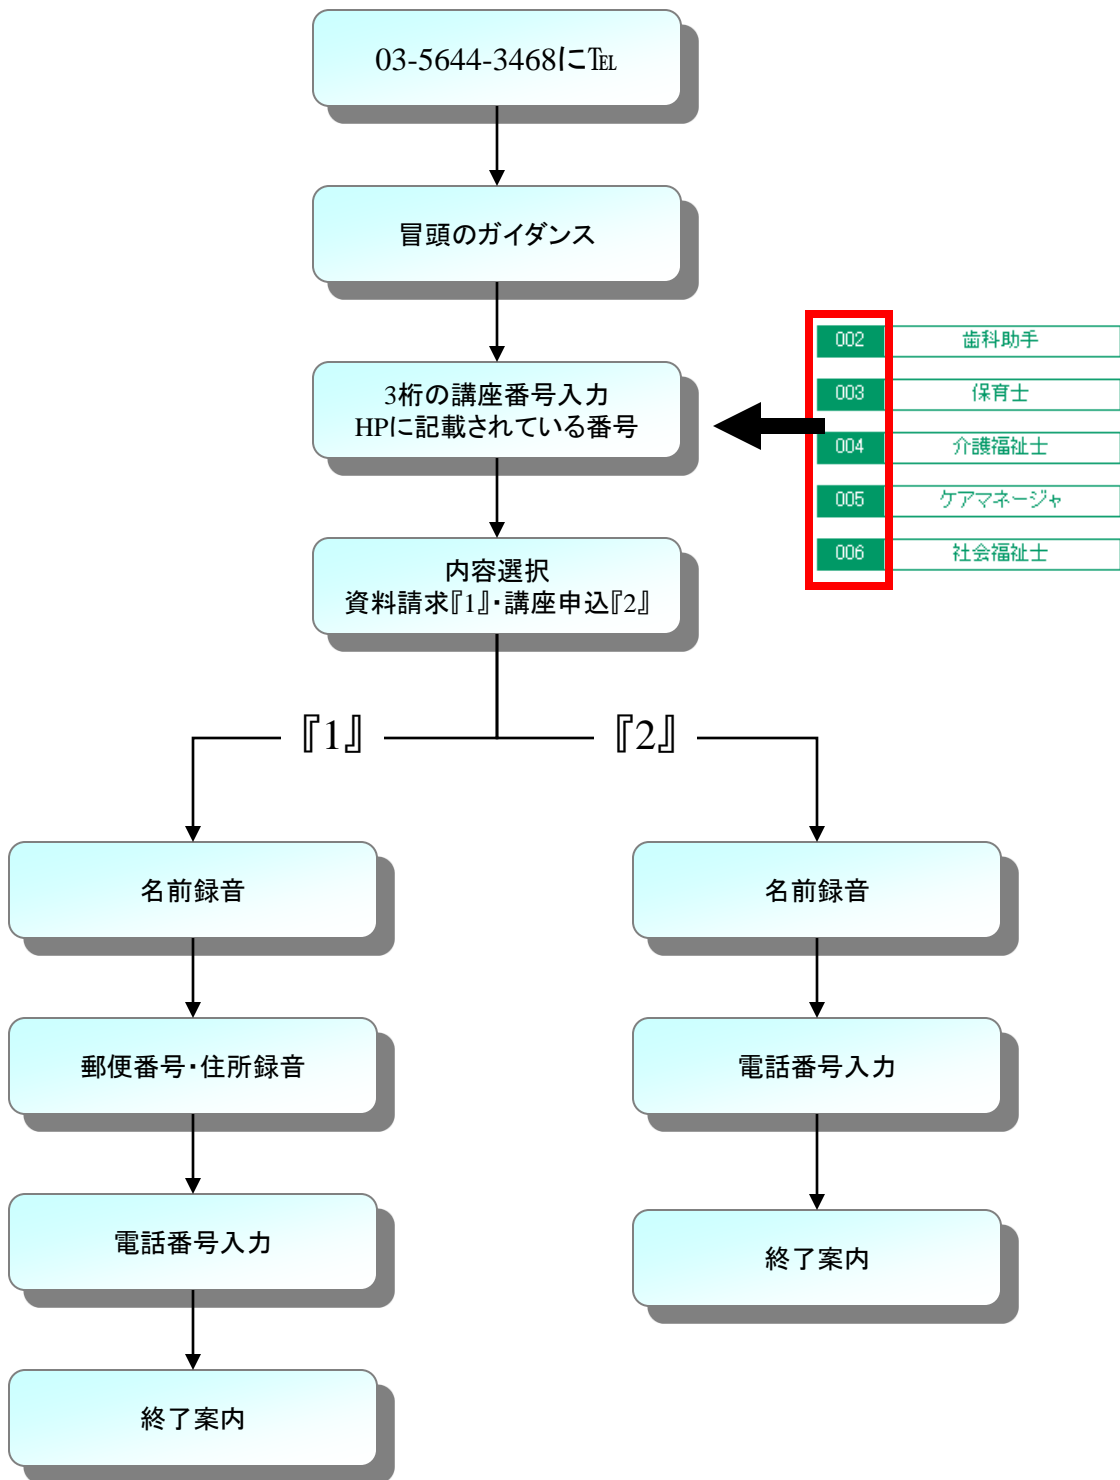 03-5644-3468に℡
冒頭のガイダンス
3桁の講座番号入力
HPに記載されている番号
002 歯科助手
003 保育士
004 介護福祉士
005 ケアマネージャ
006 社会福祉士
内容選択
資料請求『1』・講座申込『2』
『1』
『2』
名前録音
郵便番号・住所録音
電話番号入力
終了案内
名前録音
電話番号入力
終了案内